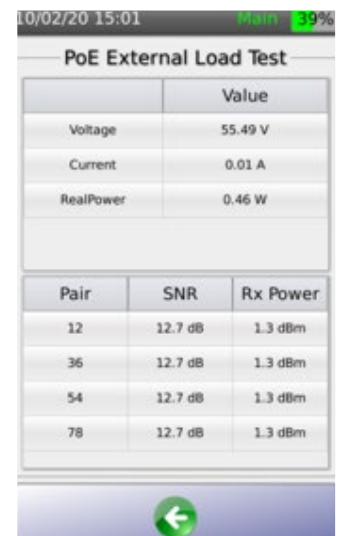 10/02/20 15:01 Main 39%
PoE External Load Test
Value
Voltage 55.49 V
Current 0.01 A
RealPower 0.46 W
Pair SNR Rx Power
12 12.7 dB 1.3 dBm
36 12.7 dB 1.3 dBm
54 12.7 dB 1.3 dBm
78 12.7 dB 1.3 dBm